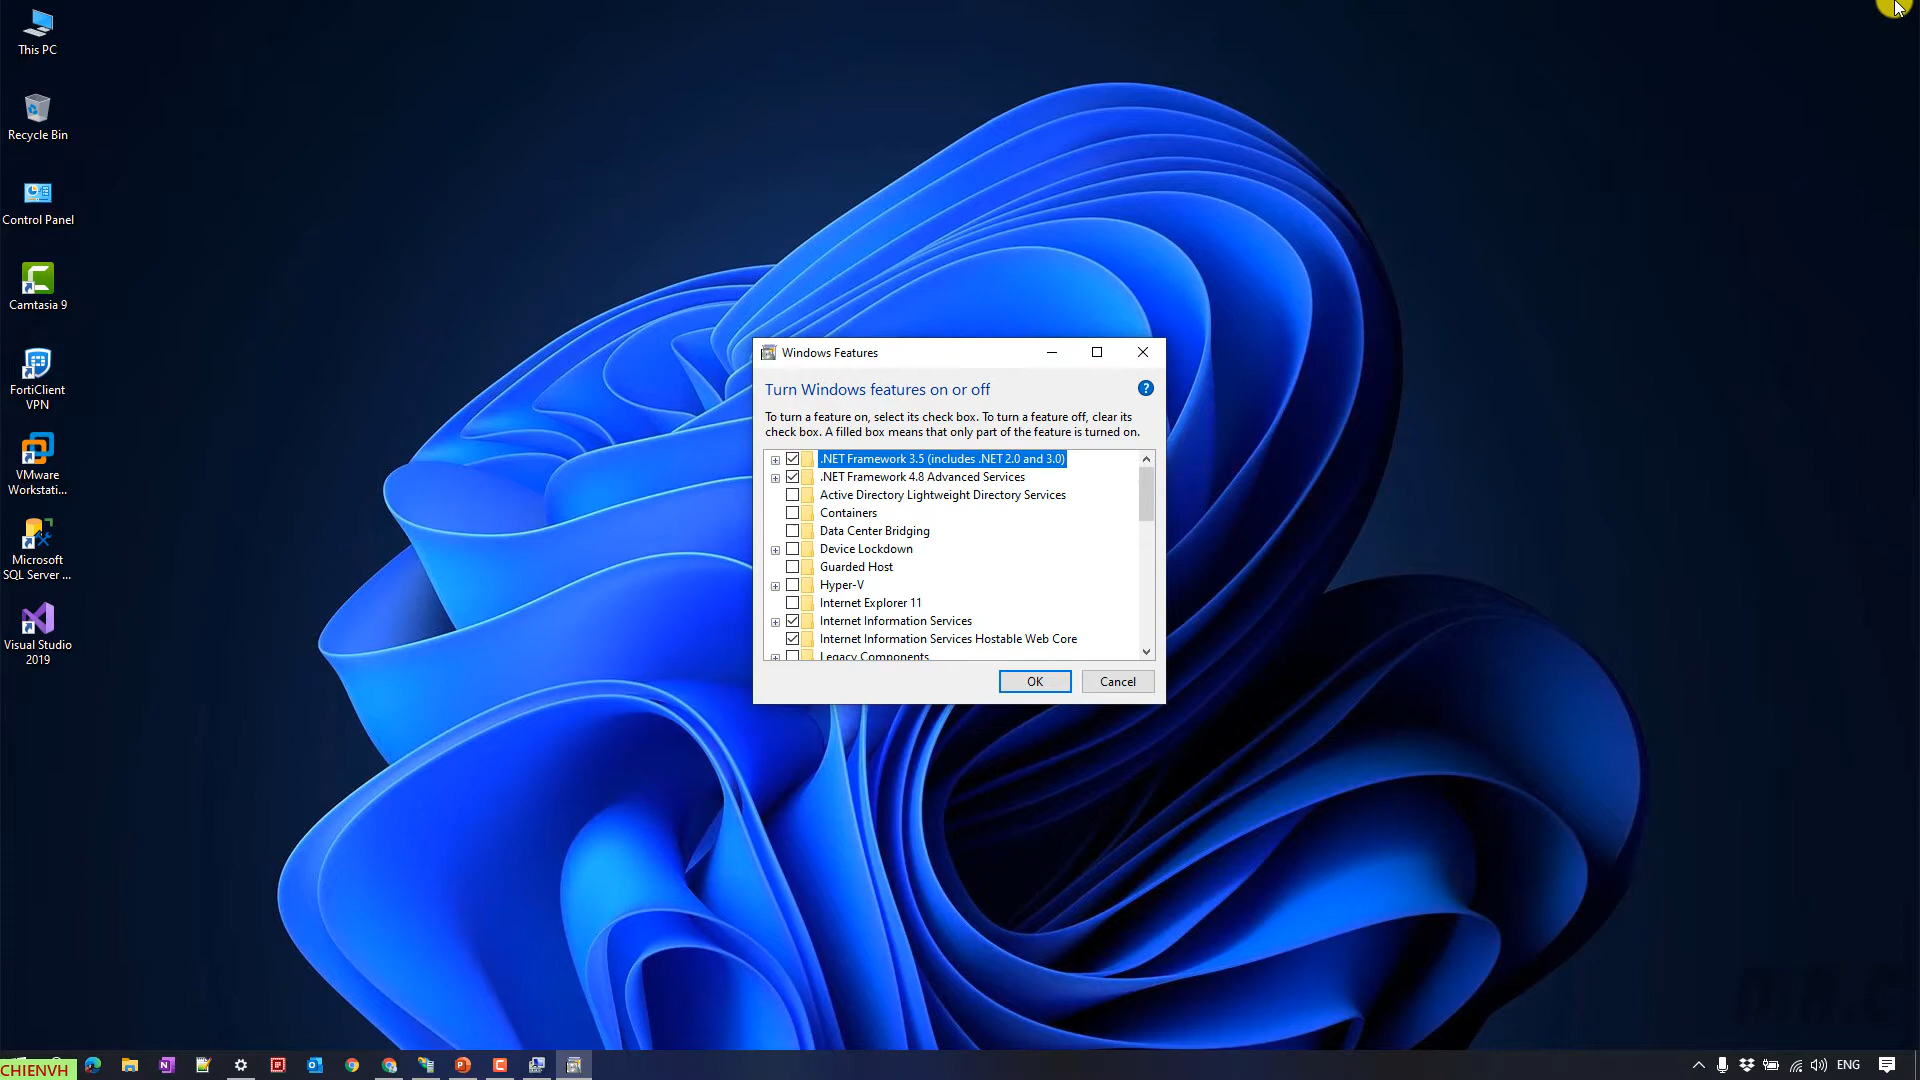 This PC
Recycle Bin
Control Panel
Camtasia 9
FortiClient
VPN
VMware
Workstati...
Microsoft
SQL Server ...
Visual Studio
2019
Windows Features
Turn Windows features on or off
To turn a feature on, select its check box. To turn a feature off, clear its
check box. A filled box means that only part of the feature is turned on.
.NET Framework 3.5 (includes .NET 2.0 and 3.0)
.NET Framework 4.8 Advanced Services
Active Directory Lightweight Directory Services
Containers
Data Center Bridging
Device Lockdown
Guarded Host
Hyper-V
Internet Explorer 11
Internet Information Services
Internet Information Services Hostable Web Core
Legacy Components
OK
Cancel
CHIENVH
ENG